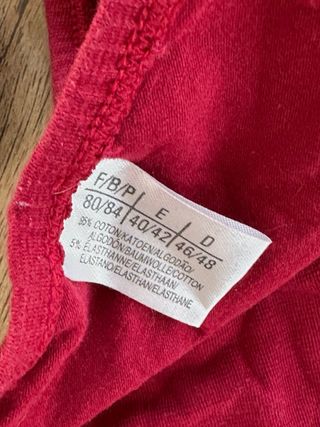 F/B/P | E | D
80/84 | 40/42 | 46/48
95% COTON/KATOEN/ALGODÃO/
ALGODÓN/BAUMWOLLE/COTTON
5% ELASTHANNE/ELASTHAAN/
ELASTANO/ELASTHAN/ELASTHANE